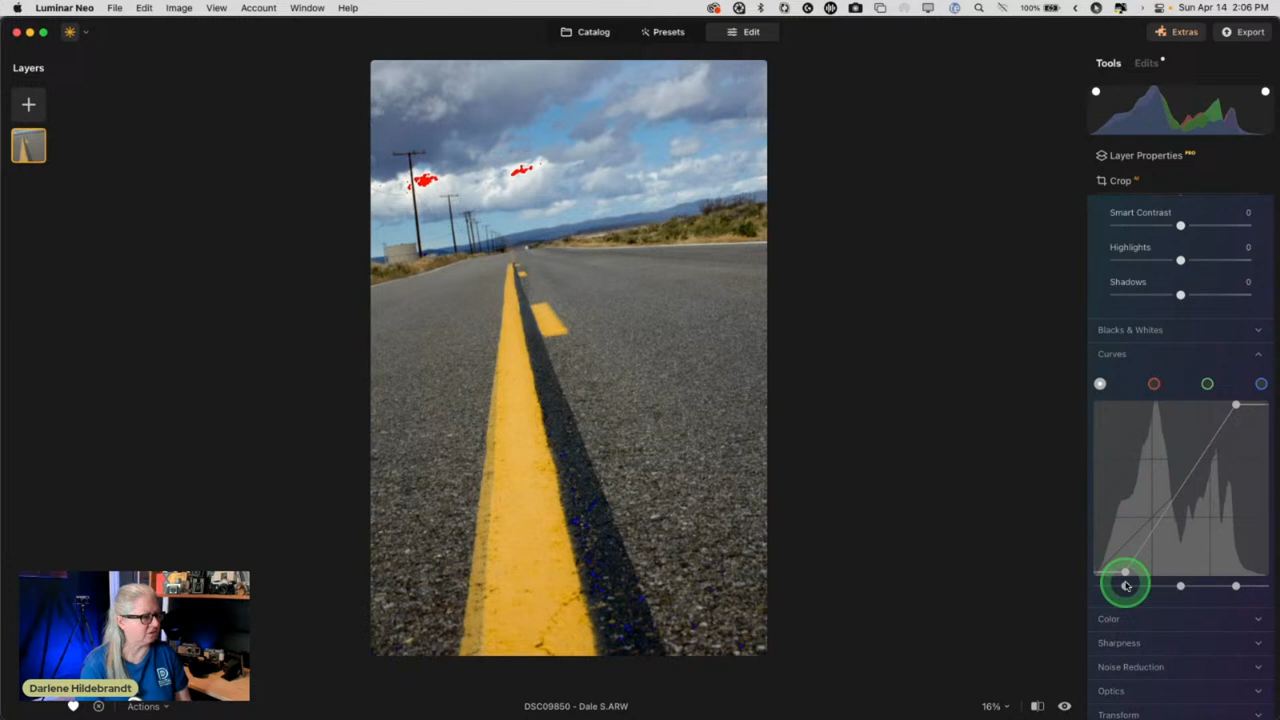 Luminar Neo File Edit Image View Account Window Help
100% Sun Apr 14 2:06 PM
Catalog Presets Edit
Extras Export
Layers
Tools Edits
Layer Properties PRO
Crop AI
Smart Contrast 0
Highlights 0
Shadows 0
Blacks & Whites
Curves
Color
Sharpness
Noise Reduction
Optics
Transform
Darlene Hildebrandt
Actions
DSC09850 - Dale S.ARW
16%